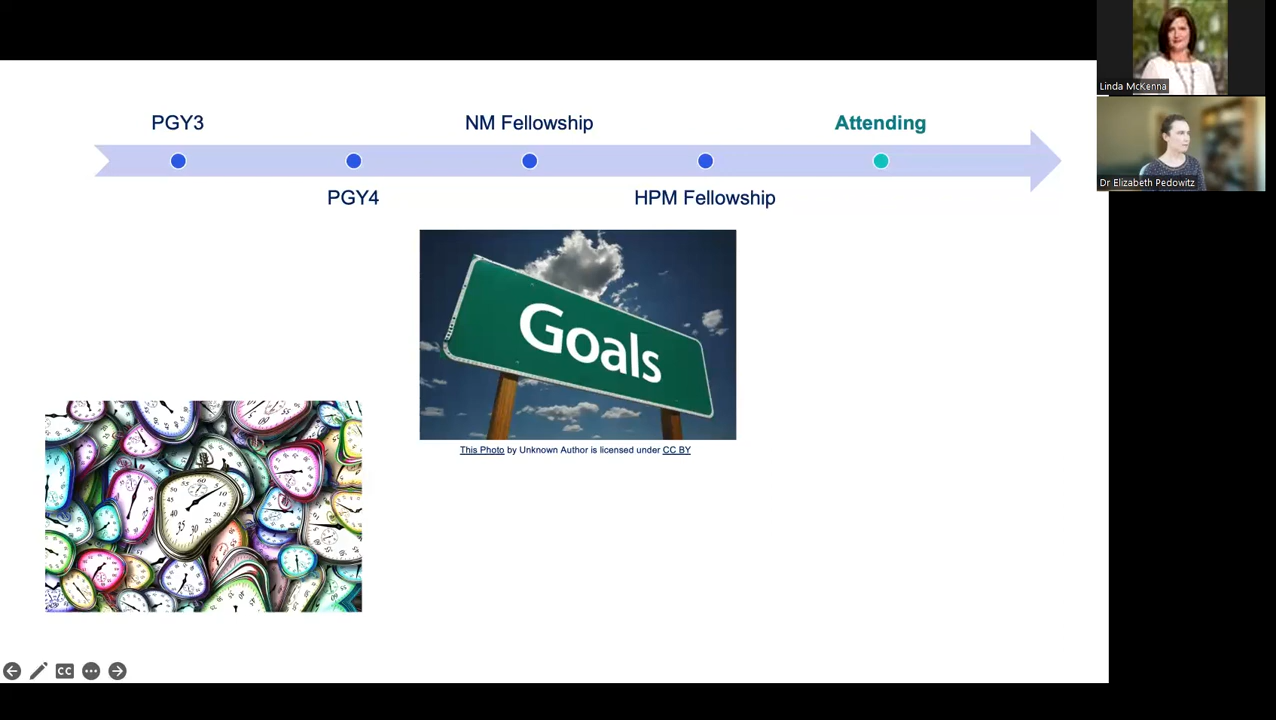 PGY3
NM Fellowship
Attending
PGY4
HPM Fellowship
Goals
This Photo by Unknown Author is licensed under CC BY
CC
Linda McKenna
Dr Elizabeth Pedowitz